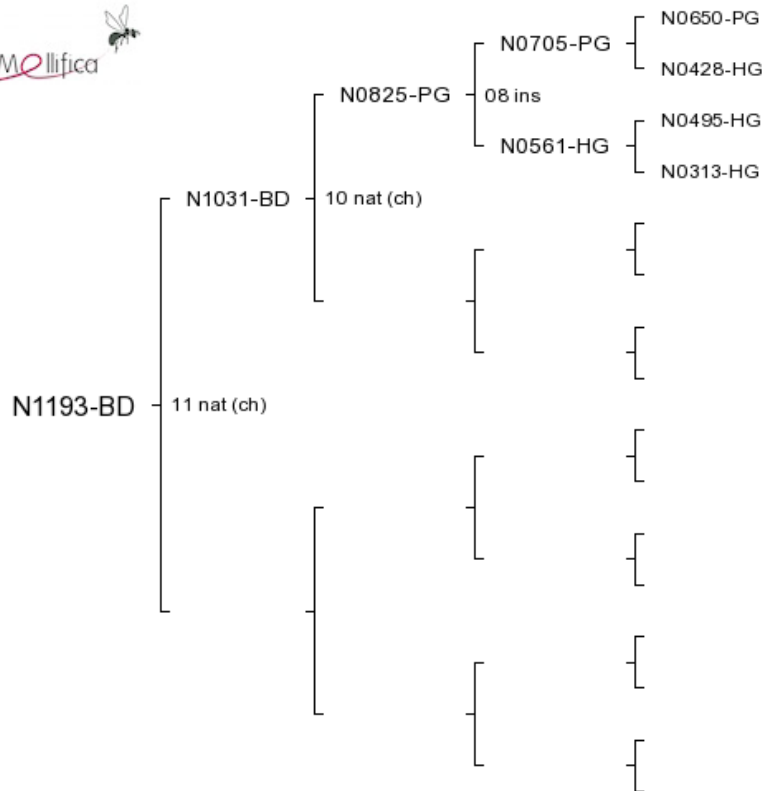 Mellifica
N0650-PG
N0705-PG
N0428-HG
N0825-PG
08 ins
N0495-HG
N0561-HG
N0313-HG
N1031-BD
10 nat (ch)
N1193-BD
11 nat (ch)